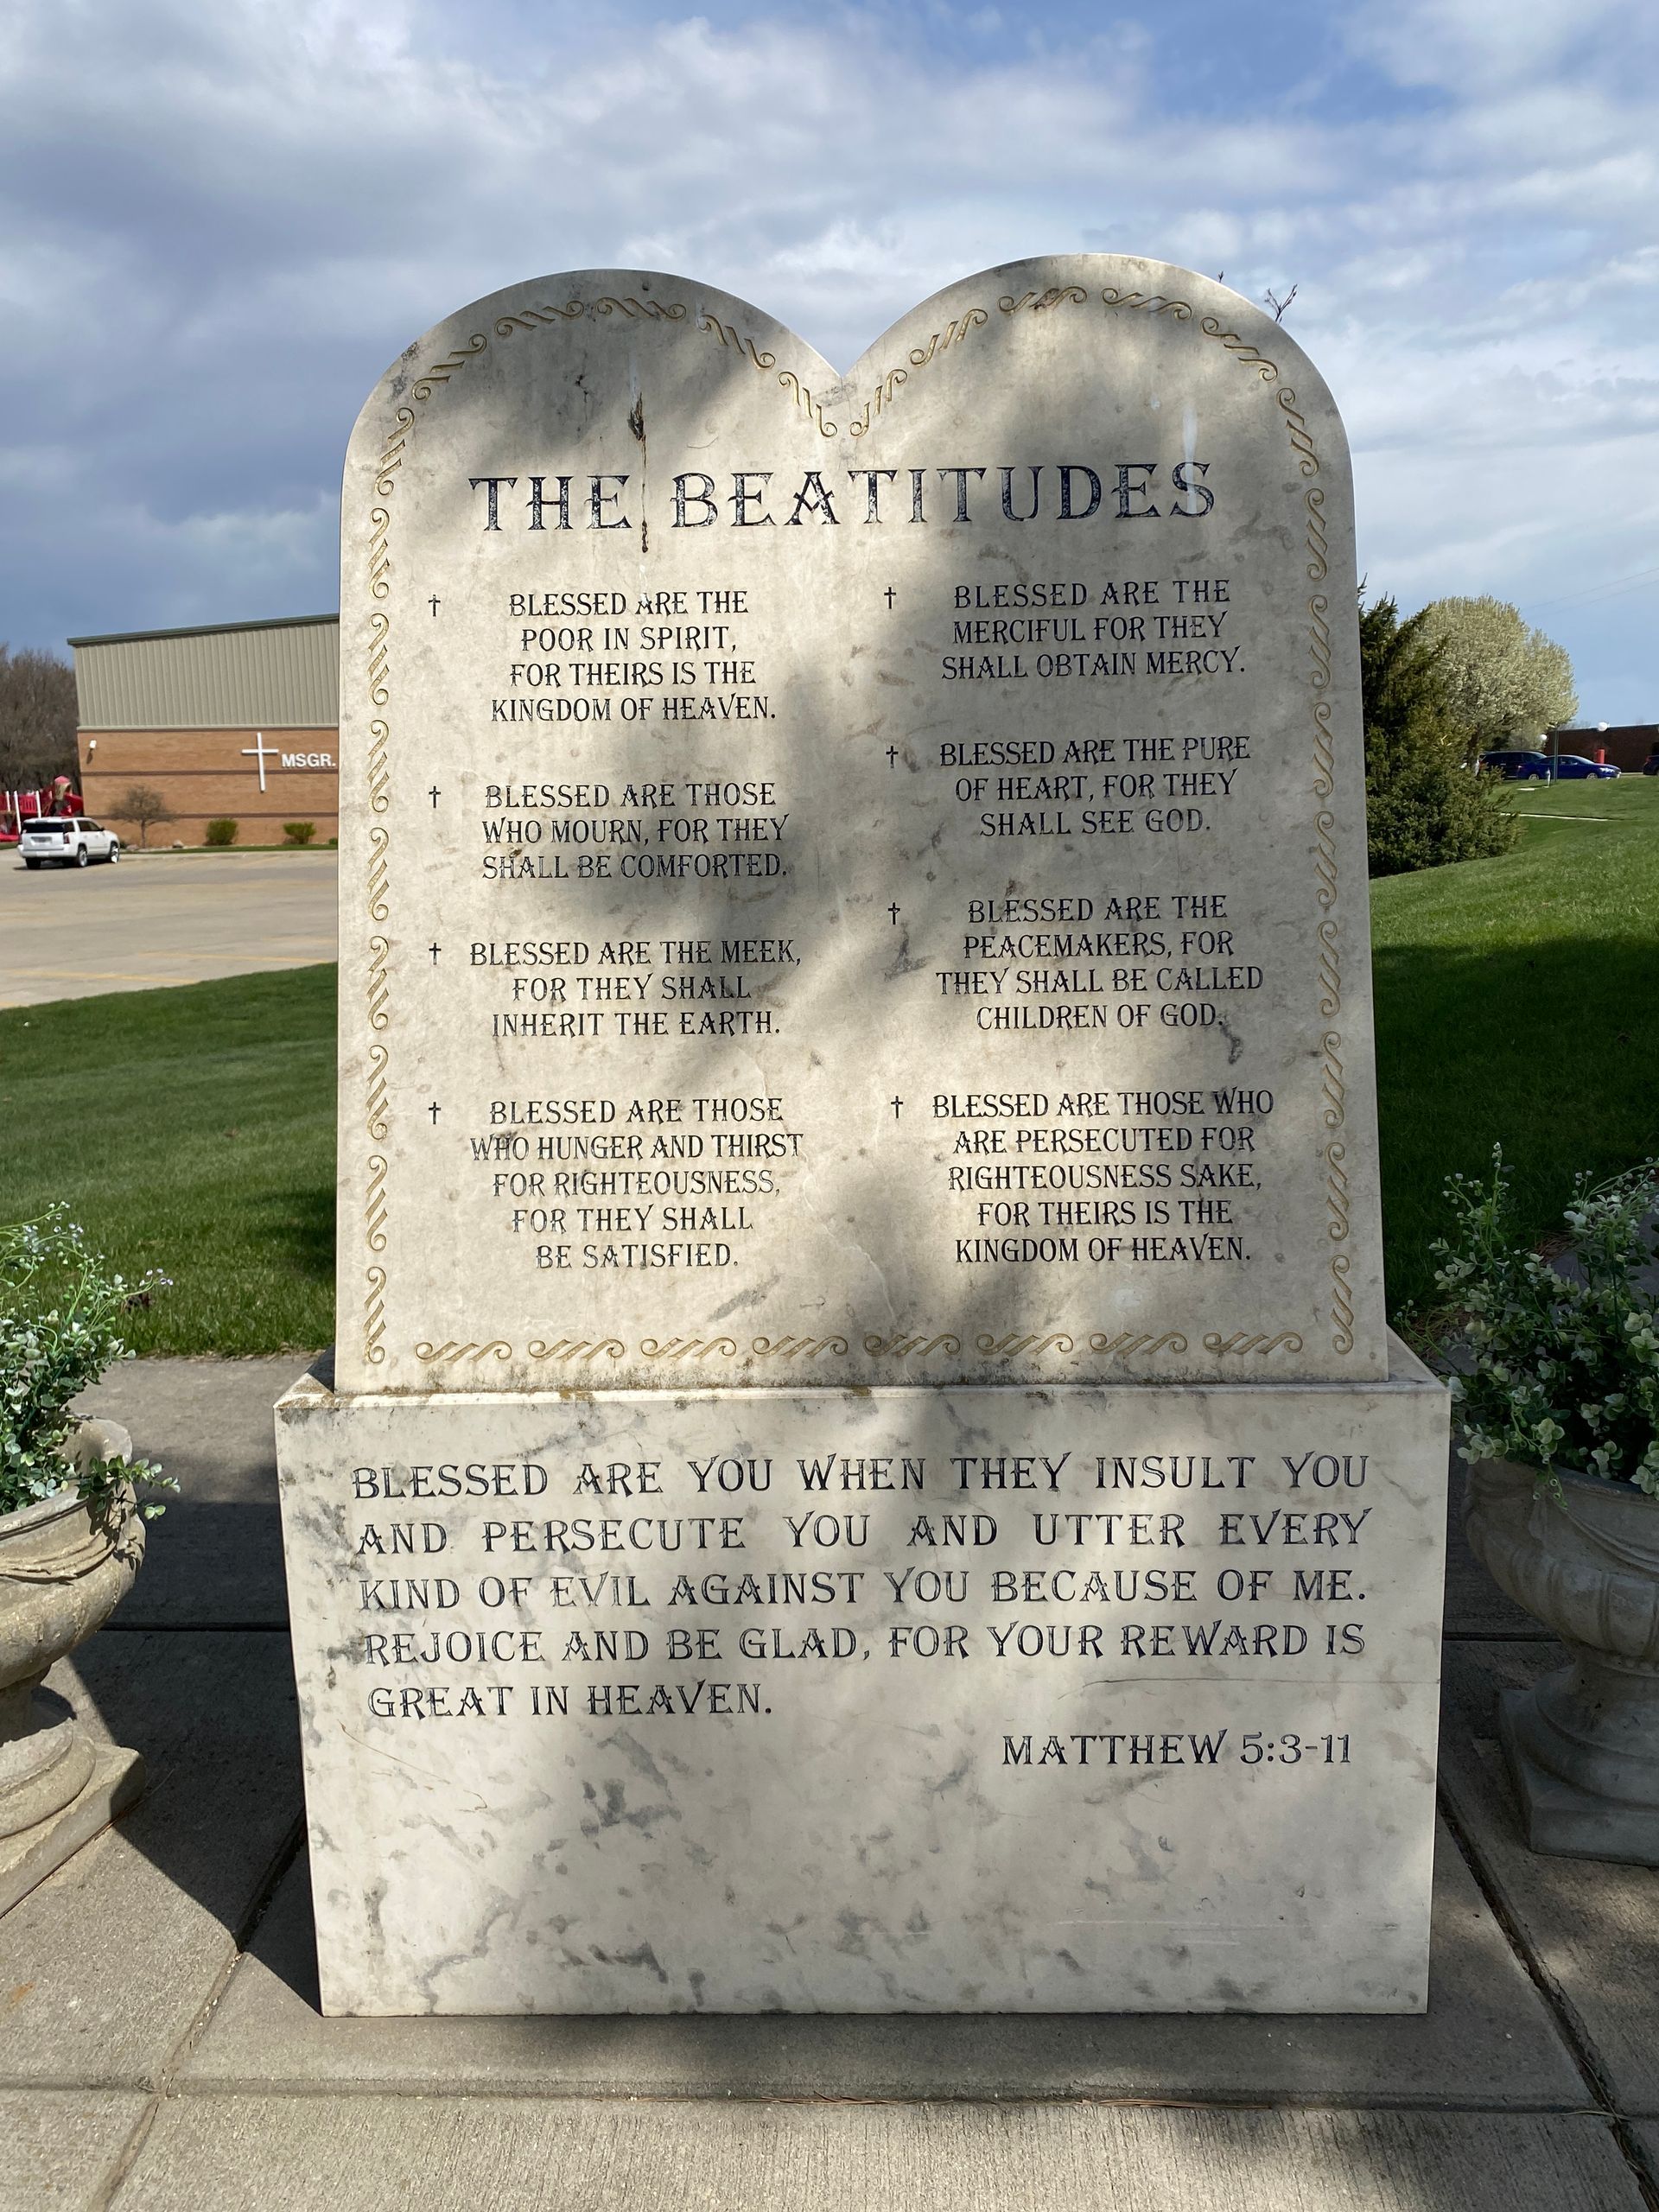 THE BEATITUDES
† BLESSED ARE THE
POOR IN SPIRIT,
FOR THEIRS IS THE
KINGDOM OF HEAVEN.
† BLESSED ARE THOSE
WHO MOURN, FOR THEY
SHALL BE COMFORTED.
† BLESSED ARE THE MEEK,
FOR THEY SHALL
INHERIT THE EARTH.
† BLESSED ARE THOSE
WHO HUNGER AND THIRST
FOR RIGHTEOUSNESS,
FOR THEY SHALL
BE SATISFIED.
† BLESSED ARE THE
MERCIFUL FOR THEY
SHALL OBTAIN MERCY.
† BLESSED ARE THE PURE
OF HEART, FOR THEY
SHALL SEE GOD.
† BLESSED ARE THE
PEACEMAKERS, FOR
THEY SHALL BE CALLED
CHILDREN OF GOD.
† BLESSED ARE THOSE WHO
ARE PERSECUTED FOR
RIGHTEOUSNESS SAKE,
FOR THEIRS IS THE
KINGDOM OF HEAVEN.
BLESSED ARE YOU WHEN THEY INSULT YOU
AND PERSECUTE YOU AND UTTER EVERY
KIND OF EVIL AGAINST YOU BECAUSE OF ME.
REJOICE AND BE GLAD, FOR YOUR REWARD IS
GREAT IN HEAVEN.
MATTHEW 5:3-11
MSGR.